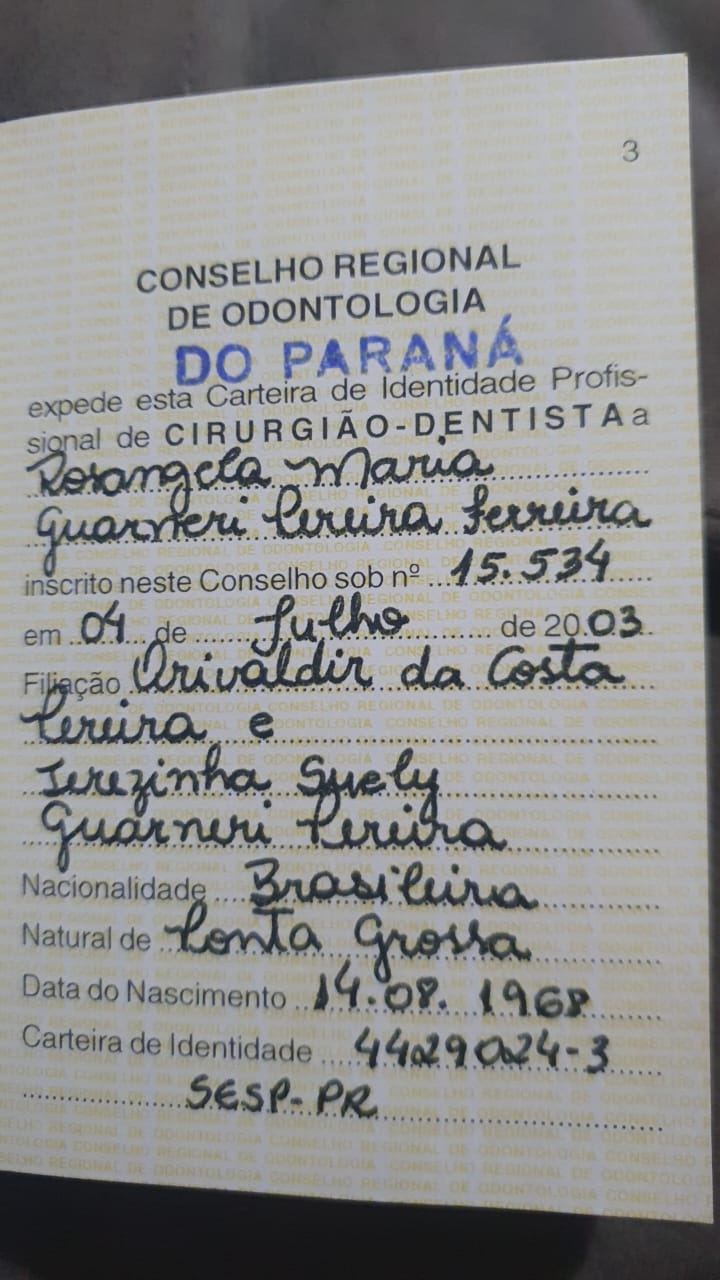 3
CONSELHO REGIONAL
DE ODONTOLOGIA
DO PARANÁ
expede esta Carteira de Identidade Profis-
sional de CIRURGIÃO-DENTISTA a
Rosangela Maria
Guarneri Pereira Ferreira
inscrito neste Conselho sob nº 15.534
em 04 de Julho de 2003
Filiação Orivaldir da Costa
Pereira e
Terezinha Suely
Guarneri Pereira
Nacionalidade Brasileira
Natural de Ponta Grossa
Data do Nascimento 14.08.1968
Carteira de Identidade 4429024-3
SESP-PR